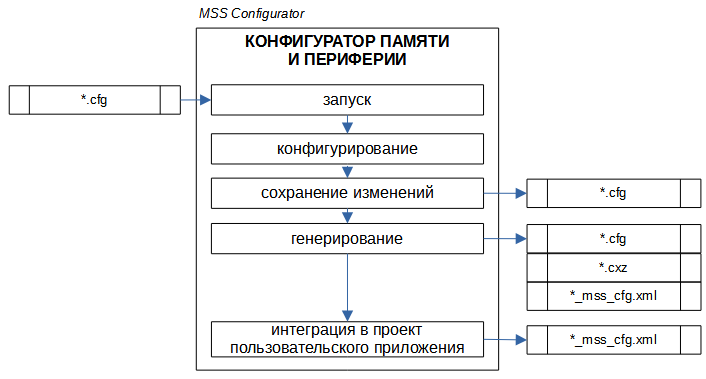 MSS Configurator
КОНФИГУРАТОР ПАМЯТИ
И ПЕРИФЕРИИ
*.cfg
запуск
конфигурирование
сохранение изменений
*.cfg
генерирование
*.cfg
*.cxz
*_mss_cfg.xml
интеграция в проект
пользовательского приложения
*_mss_cfg.xml